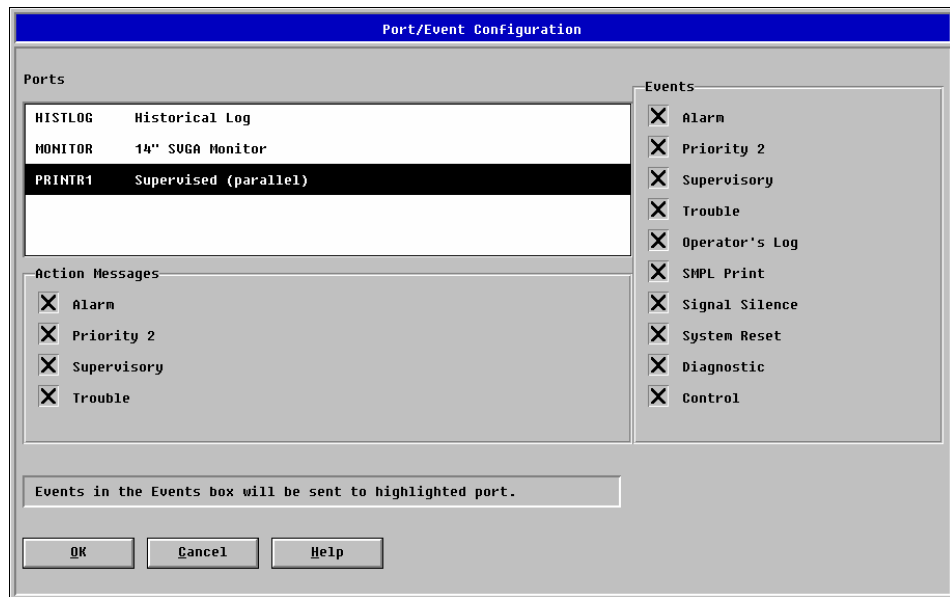 Port/Event Configuration
Ports
HISTLOG Historical Log
MONITOR 14" SVGA Monitor
PRINTR1 Supervised (parallel)
Action Messages
Alarm
Priority 2
Supervisory
Trouble
Events
Alarm
Priority 2
Supervisory
Trouble
Operator's Log
SMPL Print
Signal Silence
System Reset
Diagnostic
Control
Events in the Events box will be sent to highlighted port.
OK Cancel Help